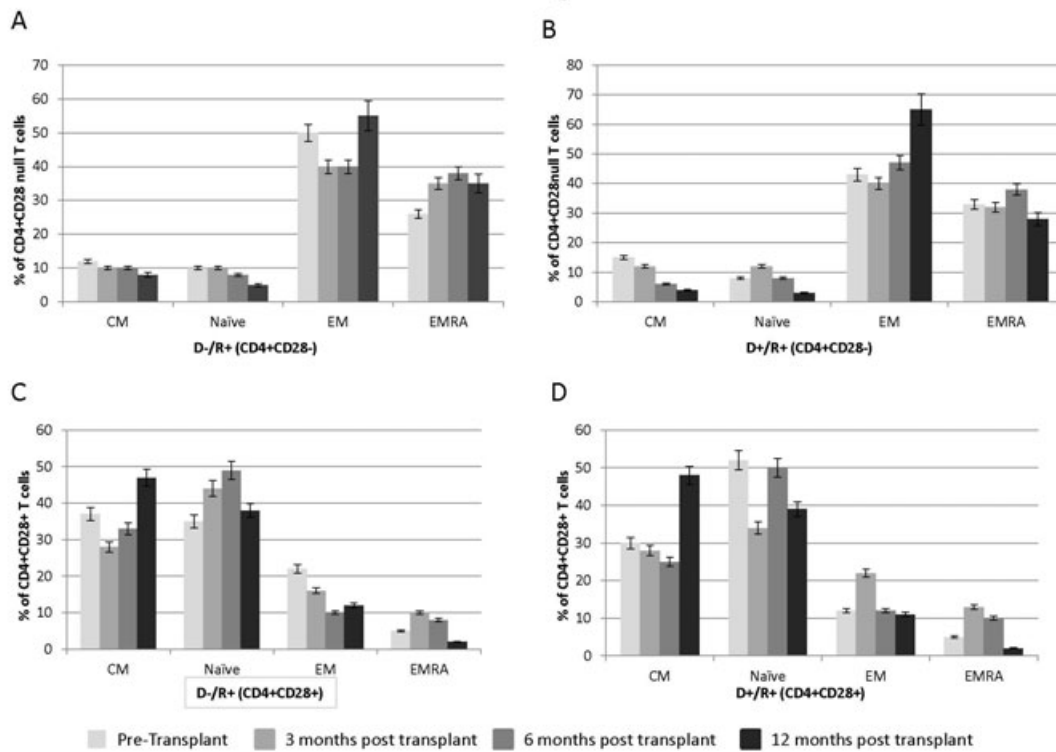 A
% of CD4+CD28 null T cells
70
60
50
40
30
20
10
0
CM Naïve EM EMRA
D-/R+ (CD4+CD28-)
B
% of CD4+CD28null T cells
80
70
60
50
40
30
20
10
0
CM Naïve EM EMRA
D+/R+ (CD4+CD28-)
C
% of CD4+CD28+ T cells
60
50
40
30
20
10
0
CM Naïve EM EMRA
D-/R+ (CD4+CD28+)
D
% of CD4+CD28+ T cells
60
50
40
30
20
10
0
CM Naïve EM EMRA
D+/R+ (CD4+CD28+)
Pre-Transplant 3 months post transplant 6 months post transplant 12 months post transplant